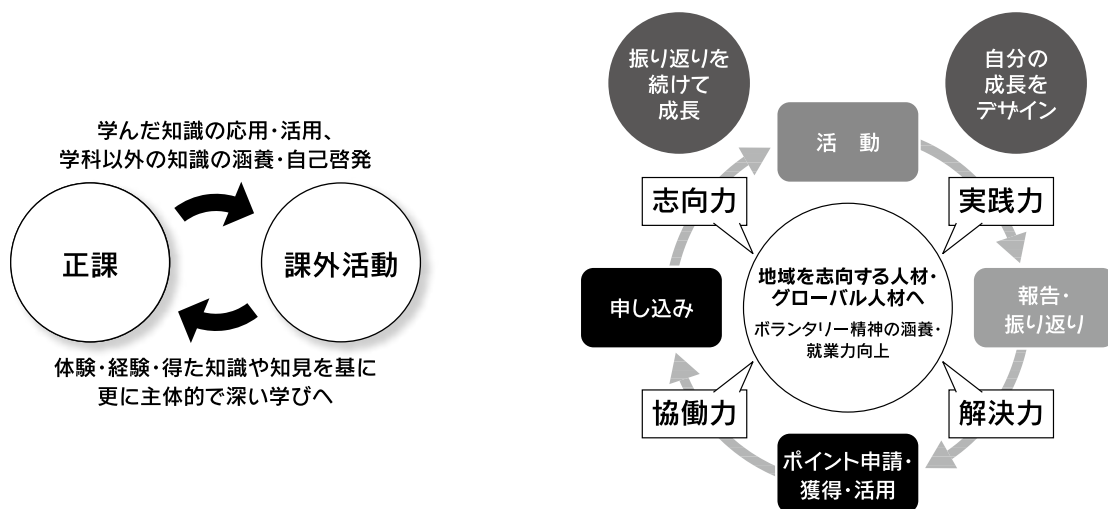 学んだ知識の応用・活用、
学科以外の知識の涵養・自己啓発
正課
課外活動
体験・経験・得た知識や知見を基に
更に主体的で深い学びへ
振り返りを
続けて
成長
自分の
成長を
デザイン
活　動
志向力
実践力
地域を志向する人材・
グローバル人材へ
ボランタリー精神の涵養・
就業力向上
申し込み
報告・
振り返り
協働力
解決力
ポイント申請・
獲得・活用